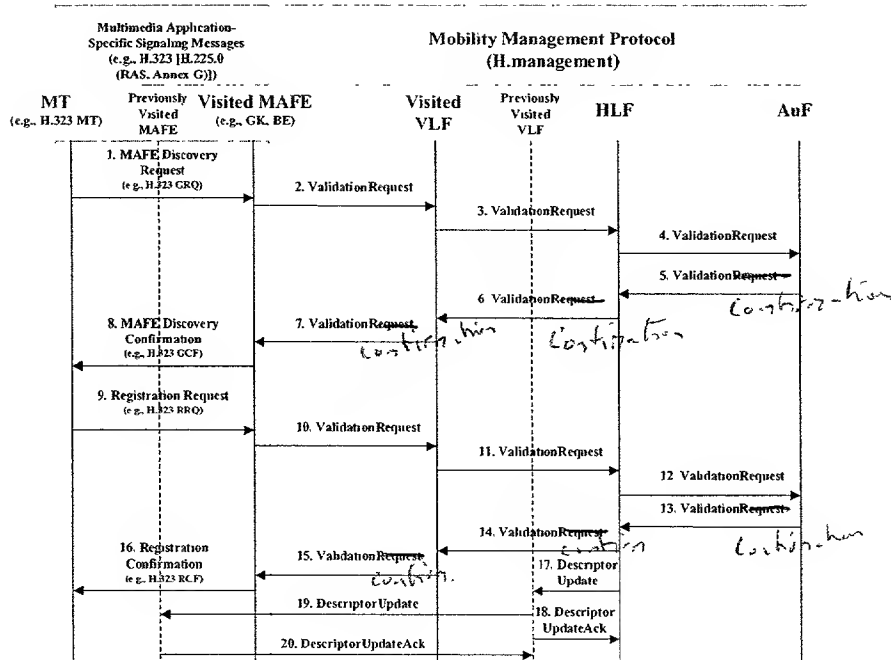 Multimedia Application-
Specific Signaling Messages
(e.g., H.323 [H.225.0
(RAS, Annex G)])
Mobility Management Protocol
(H.management)
MT
(e.g., H.323 MT)
Previously
Visited
MAFE
Visited MAFE
(e.g., GK, BE)
Visited
VLF
Previously
Visited
VLF
HLF
AuF
1. MAFE Discovery
Request
(e.g., H.323 GRQ)
2. ValidationRequest
3. ValidationRequest
4. ValidationRequest
5. ValidationRequest
Confirmation
6 ValidationRequest
Confirmation
7. ValidationRequest
Confirmation
8. MAFE Discovery
Confirmation
(e.g., H.323 GCF)
9. Registration Request
(e.g., H.323 RRQ)
10. ValidationRequest
11. ValidationRequest
12 ValidationRequest
13. ValidationRequest
Confirmation
14. ValidationRequest
15. ValidationRequest
16. Registration
Confirmation
(e.g., H.323 RCF)
17. Descriptor
Update
18. Descriptor
UpdateAck
19. DescriptorUpdate
20. DescriptorUpdateAck